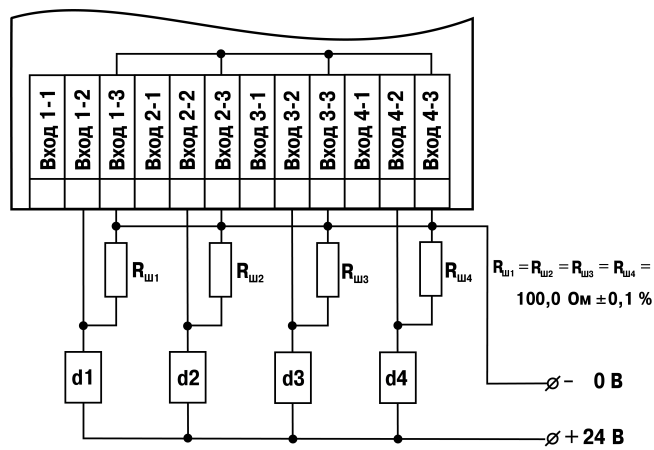 Вход 1-1
Вход 1-2
Вход 1-3
Вход 2-1
Вход 2-2
Вход 2-3
Вход 3-1
Вход 3-2
Вход 3-3
Вход 4-1
Вход 4-2
Вход 4-3
Rш1
Rш2
Rш3
Rш4
Rш1 = Rш2 = Rш3 = Rш4 =
100,0 Ом ±0,1 %
d1
d2
d3
d4
- 0 В
+ 24 В